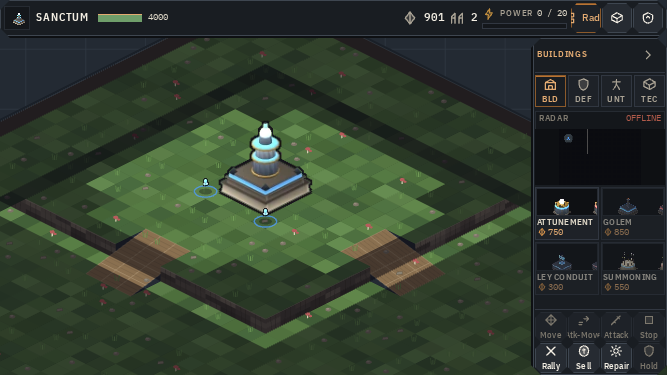 SANCTUM 4000 901 2 POWER 0 / 20 Rad
BUILDINGS
BLD DEF UNT TEC
RADAR OFFLINE
ATTUNEMENT GOLEM
750 850
LEY CONDUIT SUMMONING
300 550
Move Atk-Move Attack Stop
Rally Sell Repair Hold